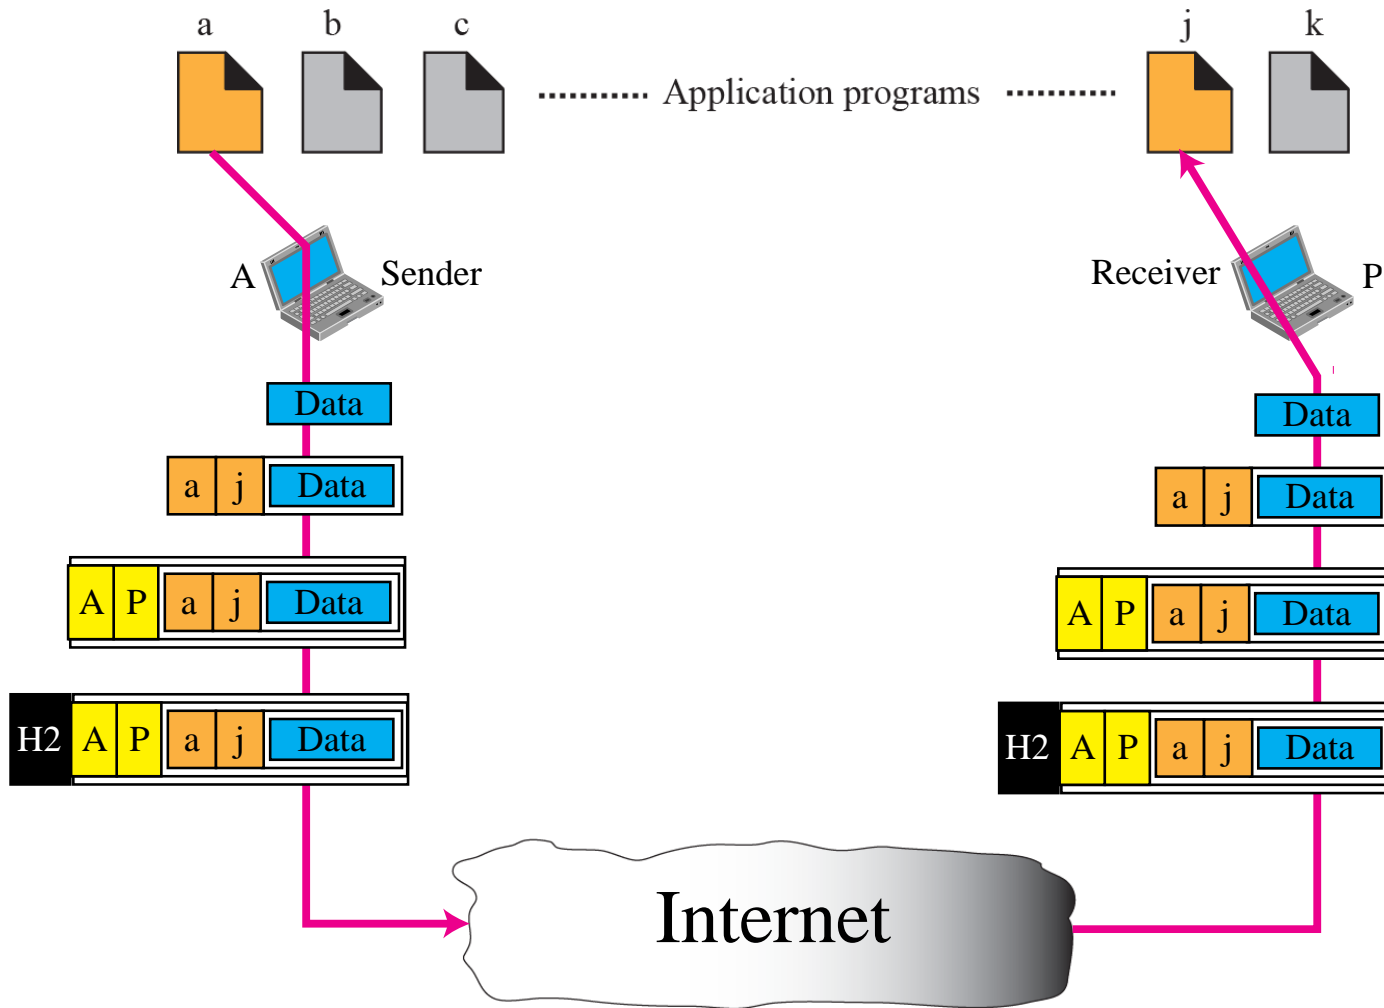 a b c j k
Application programs
A Sender Receiver P
Data
Data
a j Data
a j Data
A P a j Data
A P a j Data
H2 A P a j Data
H2 A P a j Data
Internet